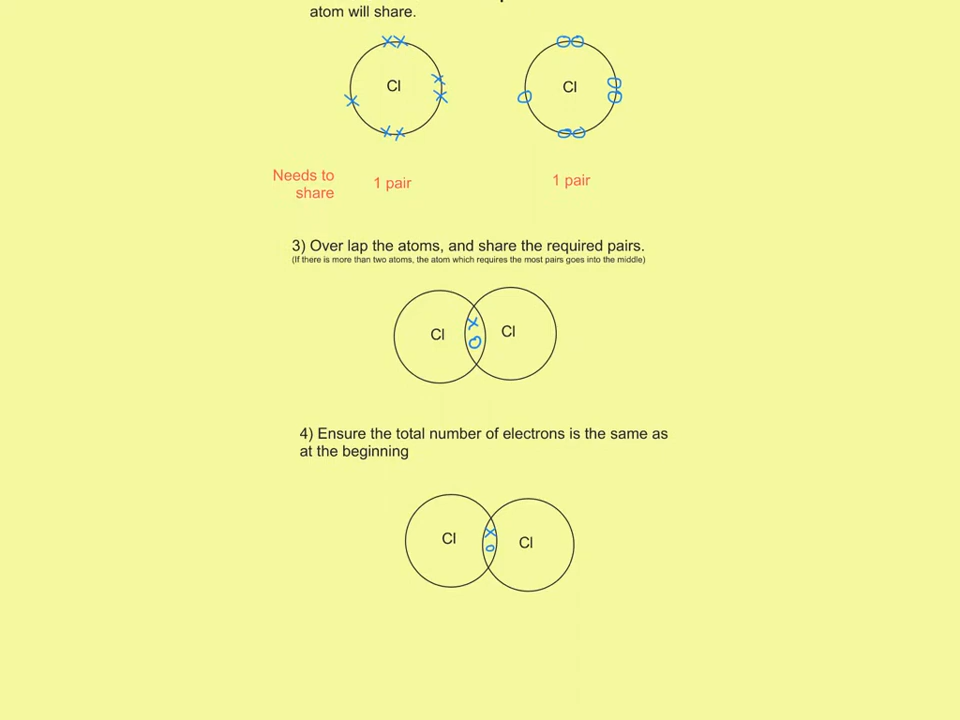 atom will share.
Cl Cl
Needs to
share
1 pair 1 pair
3) Over lap the atoms, and share the required pairs.
(If there is more than two atoms, the atom which requires the most pairs goes into the middle)
Cl Cl
4) Ensure the total number of electrons is the same as
at the beginning
Cl Cl